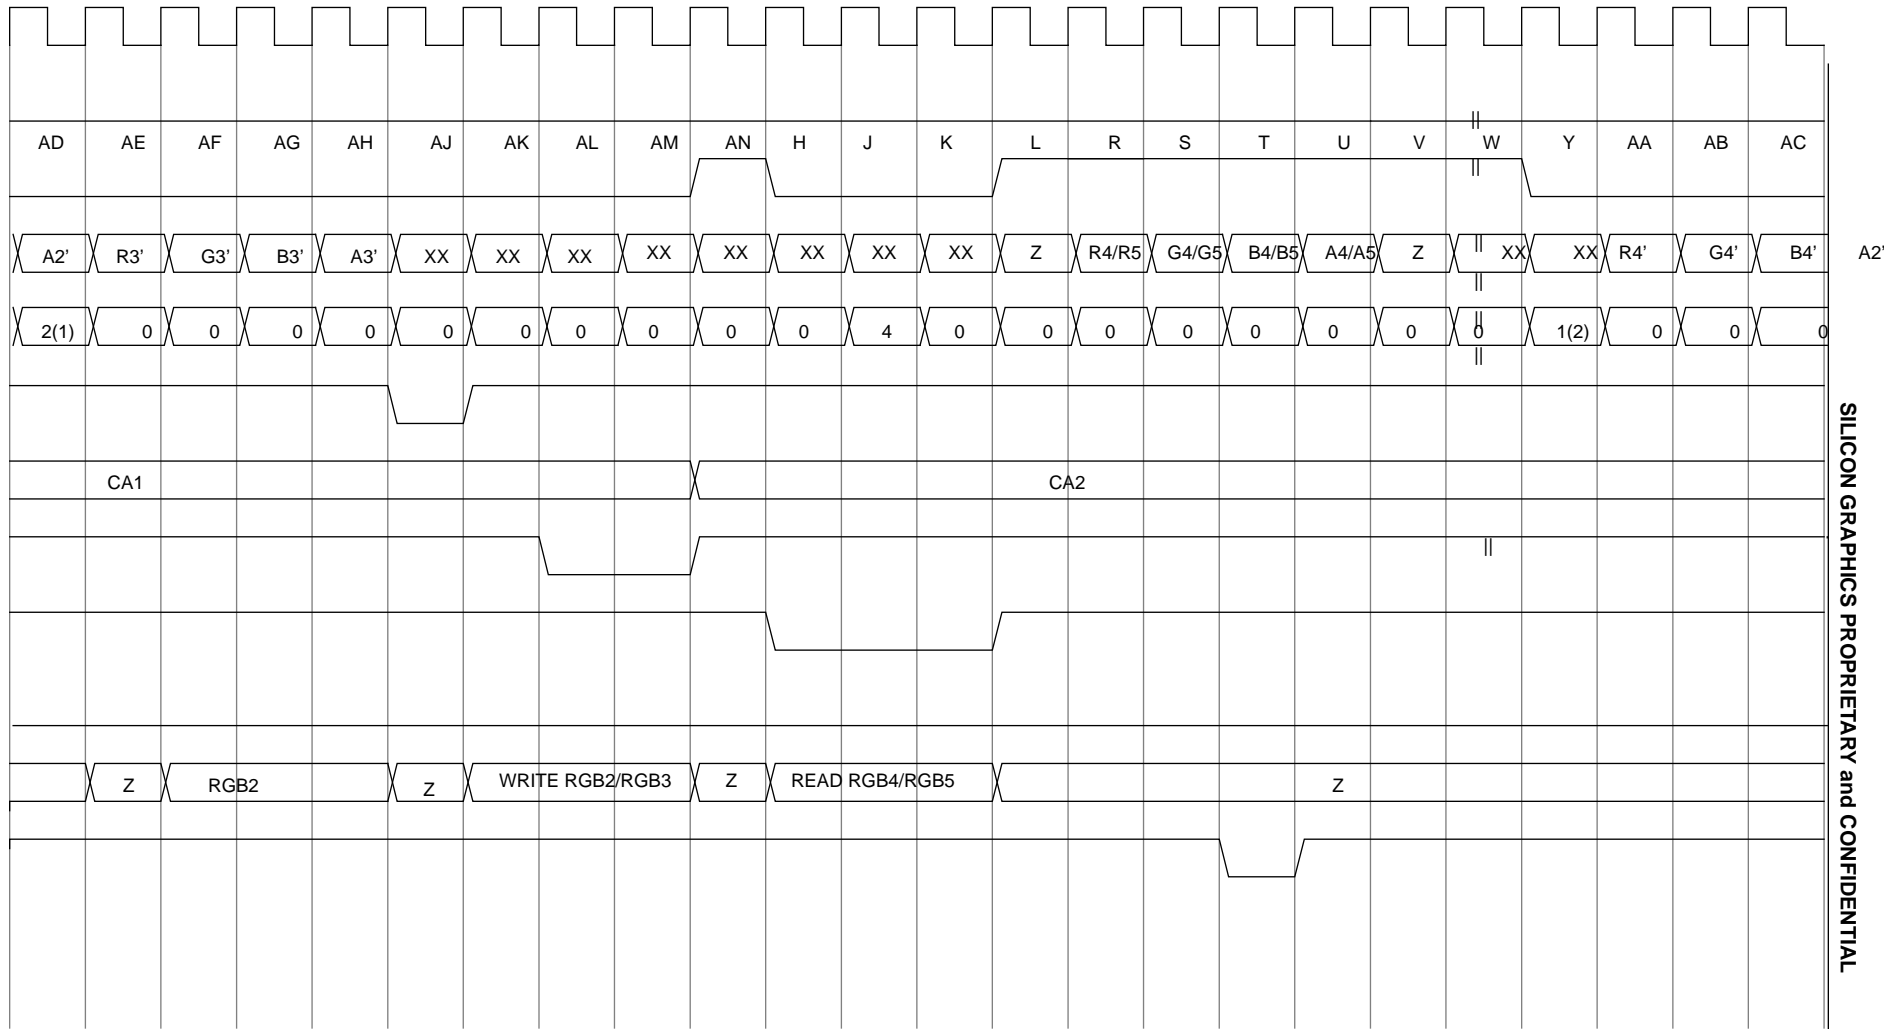 AD AE AF AG AH AJ AK AL AM AN H J K L R S T U V W Y AA AB AC
A2' R3' G3' B3' A3' XX XX XX XX XX XX XX XX Z R4/R5 G4/G5 B4/B5 A4/A5 Z XX XX R4' G4' B4' A2'
2(1) 0 0 0 0 0 0 0 0 0 0 4 0 0 0 0 0 0 0 0 1(2) 0 0 0
CA1 CA2
Z RGB2 Z WRITE RGB2/RGB3 Z READ RGB4/RGB5 Z
SILICON GRAPHICS PROPRIETARY and CONFIDENTIAL